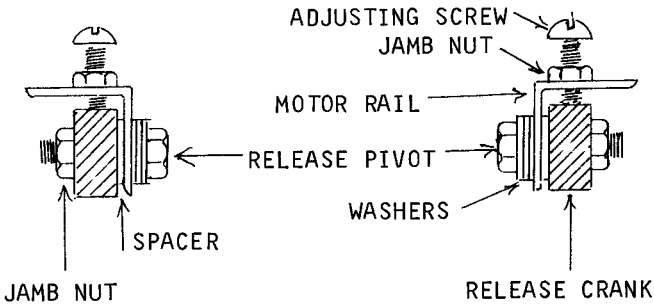 ADJUSTING SCREW
JAMB NUT
MOTOR RAIL
RELEASE PIVOT
WASHERS
SPACER
JAMB NUT
RELEASE CRANK